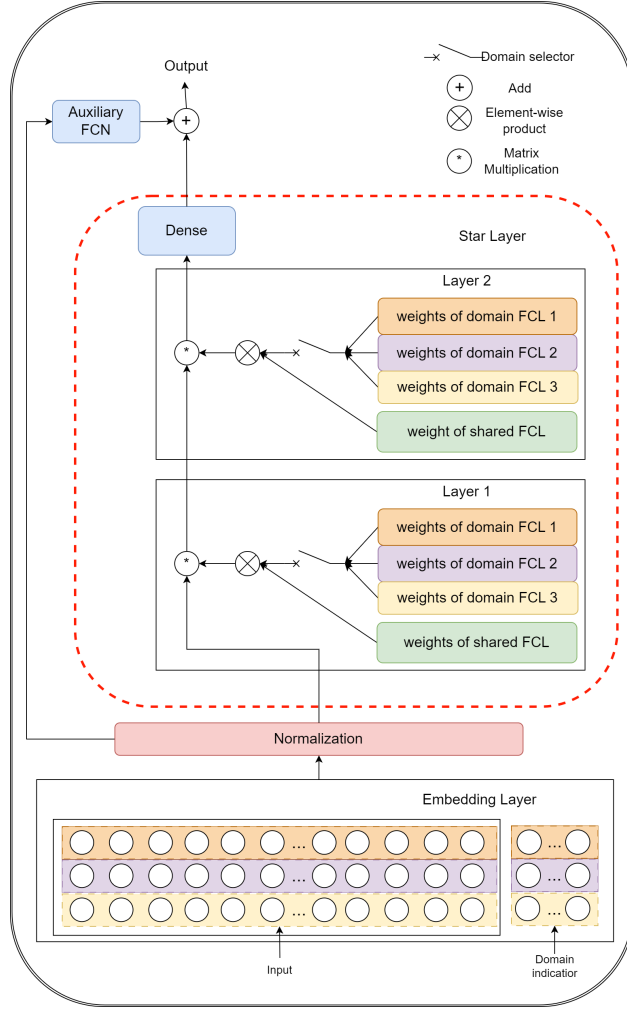 Output
Domain selector
Auxiliary
FCN
+
+
Add
Element-wise
product
*
Matrix
Multiplication
Dense
Star Layer
Layer 2
weights of domain FCL 1
weights of domain FCL 2
*
weights of domain FCL 3
weight of shared FCL
Layer 1
weights of domain FCL 1
weights of domain FCL 2
*
weights of domain FCL 3
weights of shared FCL
Normalization
Embedding Layer
... ...
... ...
... ...
Input
Domain
indicatior